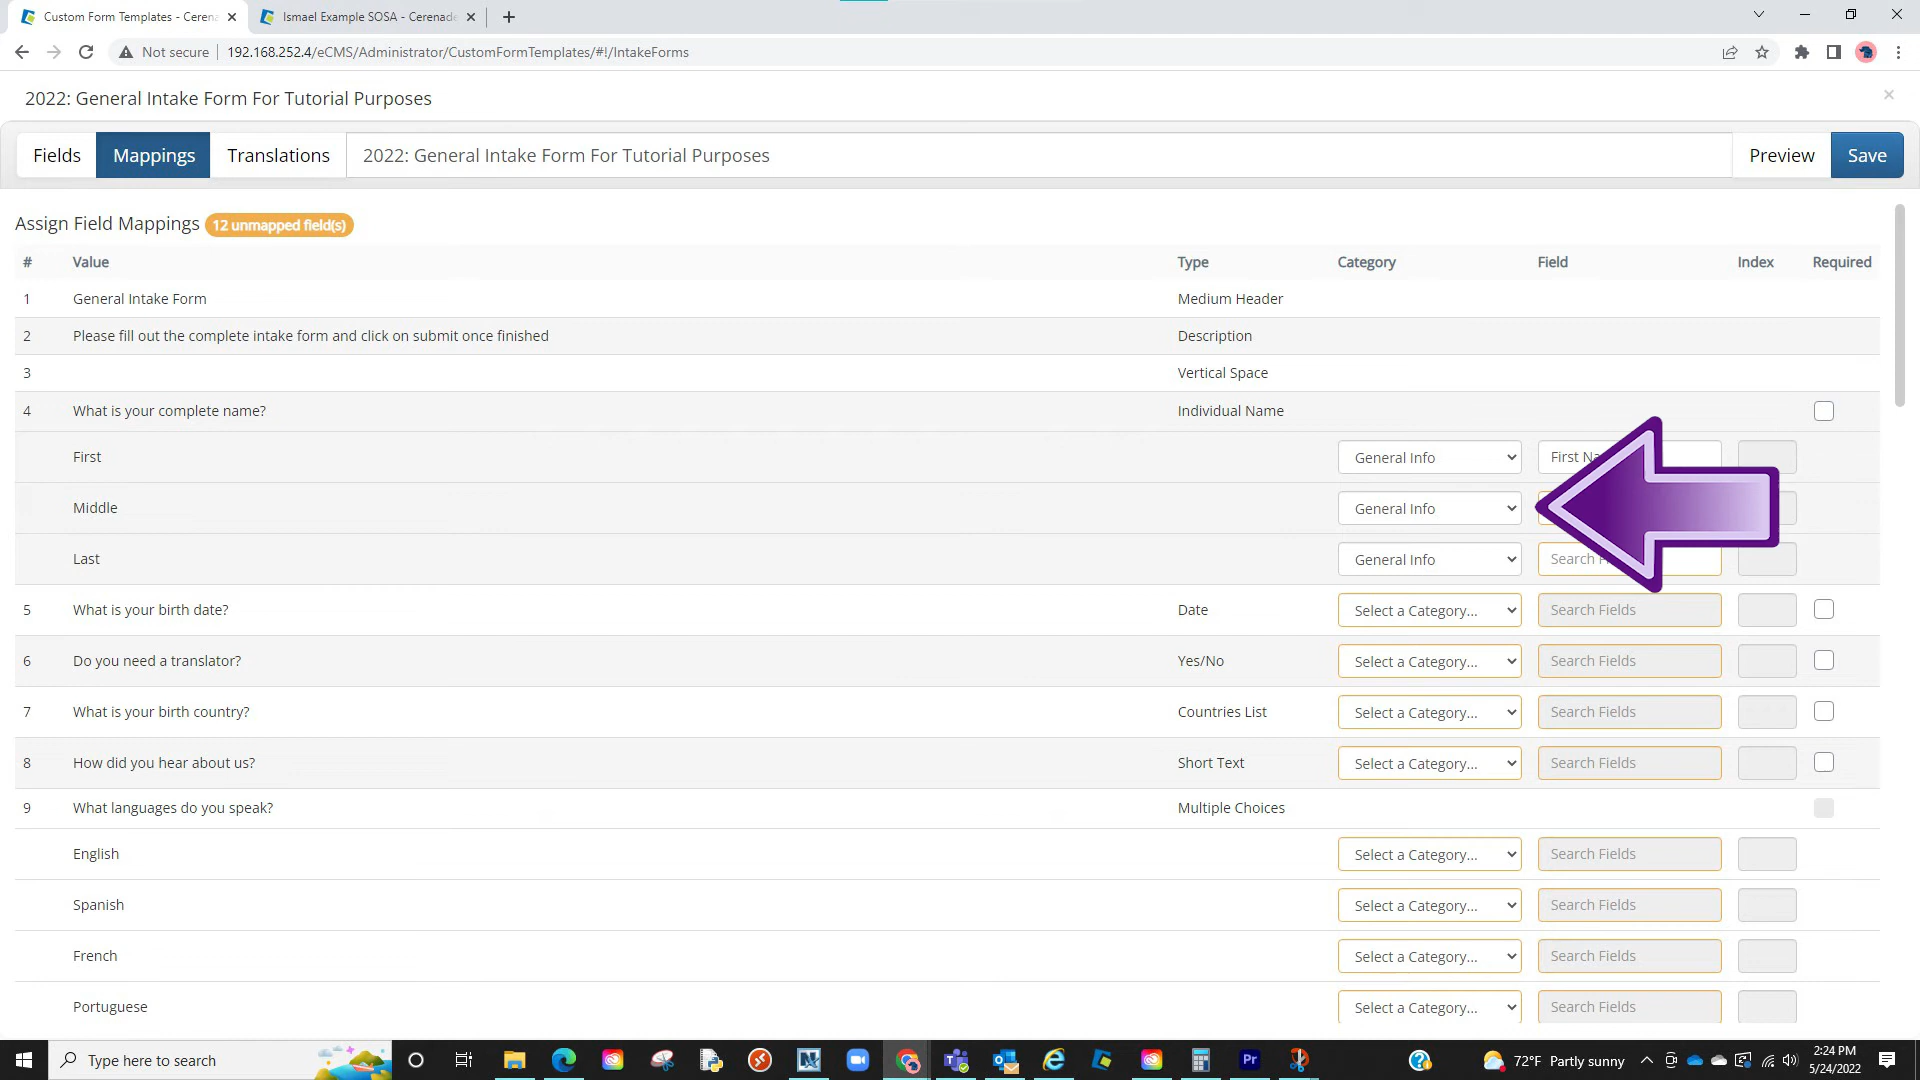 Custom Form Templates - Cerena
Ismael Example SOSA - Cerenade
Not secure
192.168.252.4/eCMS/Administrator/CustomFormTemplates/#!/IntakeForms
2022: General Intake Form For Tutorial Purposes
Fields
Mappings
Translations
2022: General Intake Form For Tutorial Purposes
Preview
Save
Assign Field Mappings 12 unmapped field(s)
# Value Type Category Field Index Required
1 General Intake Form Medium Header
2 Please fill out the complete intake form and click on submit once finished Description
3 Vertical Space
4 What is your complete name? Individual Name
First General Info First Na
Middle General Info
Last General Info Search
5 What is your birth date? Date Select a Category... Search Fields
6 Do you need a translator? Yes/No Select a Category... Search Fields
7 What is your birth country? Countries List Select a Category... Search Fields
8 How did you hear about us? Short Text Select a Category... Search Fields
9 What languages do you speak? Multiple Choices
English Select a Category... Search Fields
Spanish Select a Category... Search Fields
French Select a Category... Search Fields
Portuguese Select a Category... Search Fields
Type here to search
Pr
72°F Partly sunny
2:24 PM
5/24/2022